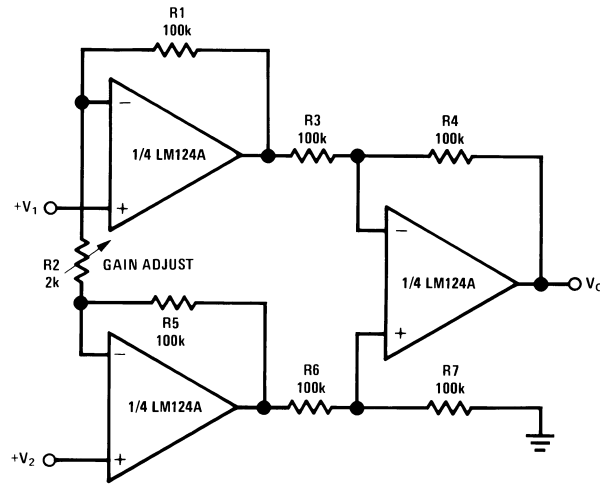 R1
100k
−
1/4 LM124A
+V1
+
R3
100k
R4
100k
R2
2k
GAIN ADJUST
−
1/4 LM124A
+
VO
R5
100k
−
1/4 LM124A
+V2
+
R6
100k
R7
100k